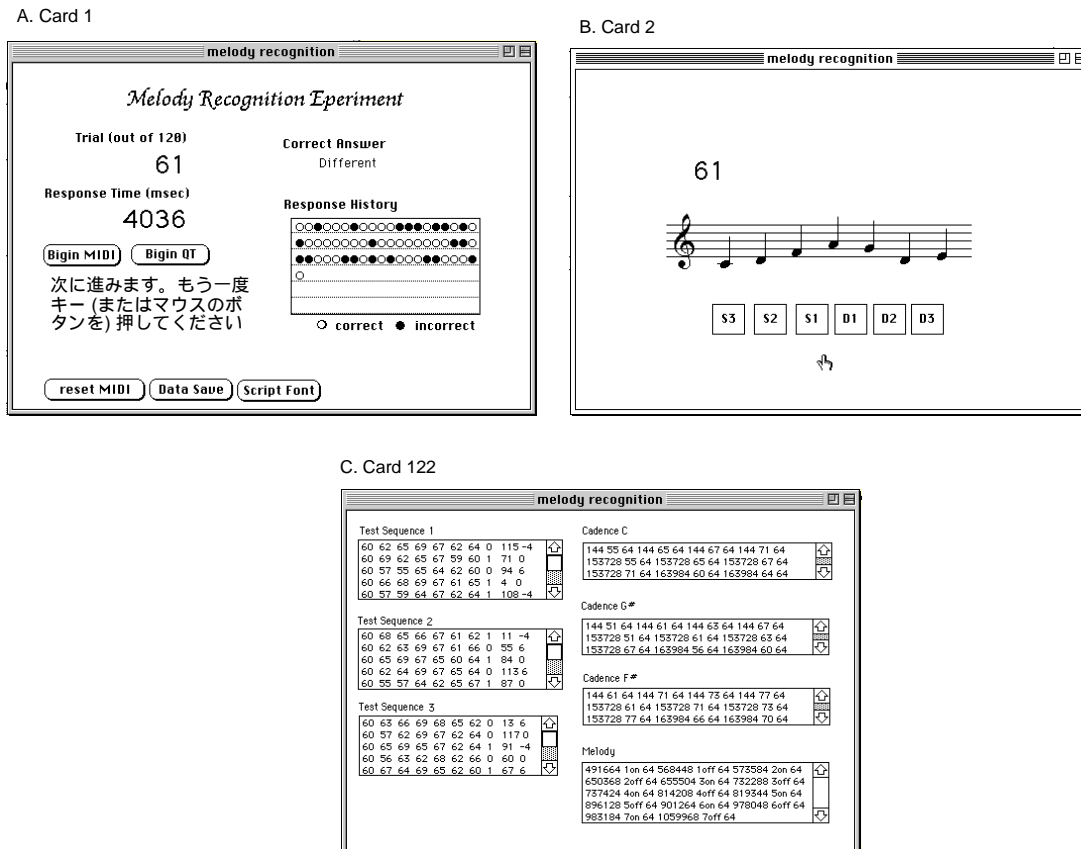 A. Card 1
melody recognition
Melody Recognition Eperiment
Trial (out of 120)
61
Response Time (msec)
4036
Bigin MIDI
Bigin QT
次に進みます。もう一度
キー (またはマウスのボ
タンを) 押してください
Correct Answer
Different
Response History
correct
incorrect
reset MIDI
Data Save
Script Font
B. Card 2
melody recognition
61
S3 S2 S1 D1 D2 D3
C. Card 122
melody recognition
Test Sequence 1
60 62 65 69 67 62 64 0 115 -4
60 69 62 65 67 59 60 1 71 0
60 57 55 65 64 62 60 0 94 6
60 66 68 69 67 61 65 1 4 0
60 57 59 64 67 62 64 1 108 -4
Test Sequence 2
60 68 65 66 67 61 62 1 11 -4
60 62 63 69 67 61 66 0 55 6
60 65 69 67 65 60 64 1 84 0
60 62 64 69 67 65 64 0 113 6
60 55 57 64 62 65 67 1 87 0
Test Sequence 3
60 63 66 69 68 65 62 0 13 6
60 57 62 69 67 62 64 0 117 0
60 65 69 65 67 62 64 1 91 -4
60 56 63 62 68 62 66 0 60 0
60 67 64 69 65 62 60 1 67 6
Cadence C
144 55 64 144 65 64 144 67 64 144 71 64
153728 55 64 153728 65 64 153728 67 64
153728 71 64 163984 60 64 163984 64 64
Cadence G#
144 51 64 144 61 64 144 63 64 144 67 64
153728 51 64 153728 61 64 153728 63 64
153728 67 64 163984 56 64 163984 60 64
Cadence F#
144 61 64 144 71 64 144 73 64 144 77 64
153728 61 64 153728 71 64 153728 73 64
153728 77 64 163984 66 64 163984 70 64
Melody
491664 1on 64 568448 1off 64 573584 2on 64
650368 2off 64 655504 3on 64 732288 3off 64
737424 4on 64 814208 4off 64 819344 5on 64
896128 5off 64 901264 6on 64 978048 6off 64
983184 7on 64 1059968 7off 64